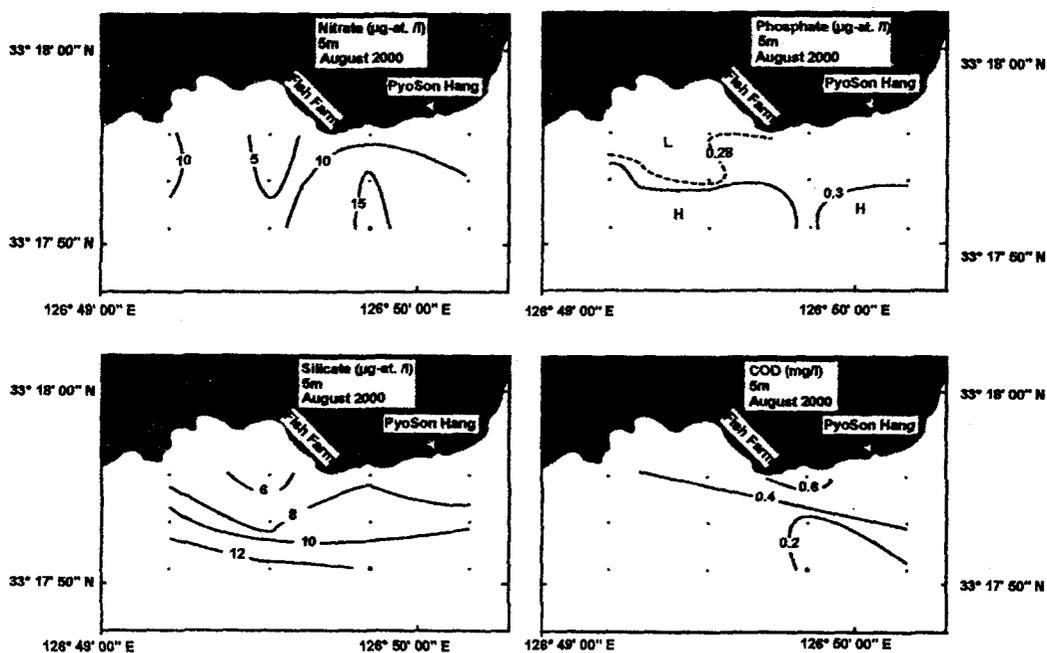 Nitrate (µg-at. /l)
5m
August 2000
Fish Farm
PyoSon Hang
33° 18' 00" N
10
5
10
15
33° 17' 50" N
126° 49' 00" E
126° 50' 00" E
Phosphate (µg-at. /l)
5m
August 2000
Fish Farm
PyoSon Hang
33° 18' 00" N
L
0.28
0.3
H
H
33° 17' 50" N
126° 49' 00" E
126° 50' 00" E
Silicate (µg-at. /l)
5m
August 2000
Fish Farm
PyoSon Hang
33° 18' 00" N
6
8
10
12
33° 17' 50" N
126° 49' 00" E
126° 50' 00" E
COD (mg/l)
5m
August 2000
Fish Farm
PyoSon Hang
33° 18' 00" N
0.6
0.4
0.2
33° 17' 50" N
126° 49' 00" E
126° 50' 00" E